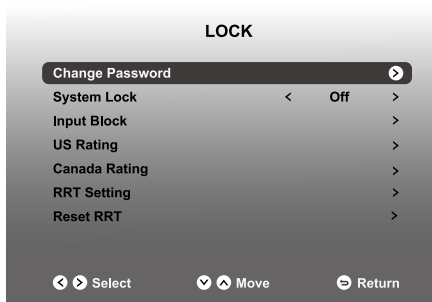 LOCK
Change Password >
System Lock < Off >
Input Block >
US Rating >
Canada Rating >
RRT Setting >
Reset RRT >
Select Move Return